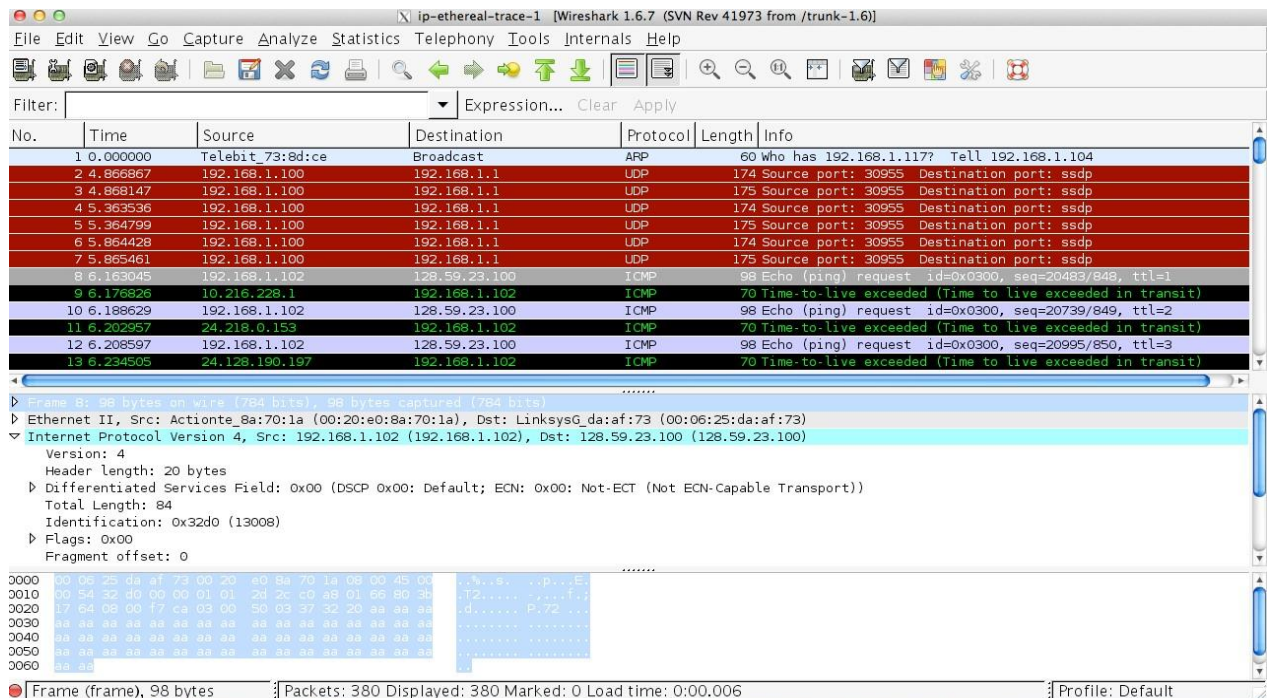 ip-ethereal-trace-1 [Wireshark 1.6.7 (SVN Rev 41973 from /trunk-1.6)]
File Edit View Go Capture Analyze Statistics Telephony Tools Internals Help
Filter: Expression... Clear Apply
No. Time Source Destination Protocol Length Info
1 0.000000 Telebit_73:8d:ce Broadcast ARP 60 Who has 192.168.1.117? Tell 192.168.1.104
2 4.866867 192.168.1.100 192.168.1.1 UDP 174 Source port: 30955 Destination port: ssdp
3 4.868147 192.168.1.100 192.168.1.1 UDP 175 Source port: 30955 Destination port: ssdp
4 5.363536 192.168.1.100 192.168.1.1 UDP 174 Source port: 30955 Destination port: ssdp
5 5.364799 192.168.1.100 192.168.1.1 UDP 175 Source port: 30955 Destination port: ssdp
6 5.864428 192.168.1.100 192.168.1.1 UDP 174 Source port: 30955 Destination port: ssdp
7 5.865461 192.168.1.100 192.168.1.1 UDP 175 Source port: 30955 Destination port: ssdp
8 6.163045 192.168.1.102 128.59.23.100 ICMP 98 Echo (ping) request id=0x0300, seq=20483/848, ttl=1
9 6.176826 10.216.228.1 192.168.1.102 ICMP 70 Time-to-live exceeded (Time to live exceeded in transit)
10 6.188629 192.168.1.102 128.59.23.100 ICMP 98 Echo (ping) request id=0x0300, seq=20739/849, ttl=2
11 6.202957 24.218.0.153 192.168.1.102 ICMP 70 Time-to-live exceeded (Time to live exceeded in transit)
12 6.208597 192.168.1.102 128.59.23.100 ICMP 98 Echo (ping) request id=0x0300, seq=20995/850, ttl=3
13 6.234505 24.128.190.197 192.168.1.102 ICMP 70 Time-to-live exceeded (Time to live exceeded in transit)
Frame 8: 98 bytes on wire (784 bits), 98 bytes captured (784 bits)
Ethernet II, Src: Actionte_8a:70:1a (00:20:e0:8a:70:1a), Dst: LinksysG_da:af:73 (00:06:25:da:af:73)
Internet Protocol Version 4, Src: 192.168.1.102 (192.168.1.102), Dst: 128.59.23.100 (128.59.23.100)
Version: 4
Header length: 20 bytes
Differentiated Services Field: 0x00 (DSCP 0x00: Default; ECN: 0x00: Not-ECT (Not ECN-Capable Transport))
Total Length: 84
Identification: 0x32d0 (13008)
Flags: 0x00
Fragment offset: 0
0000 00 06 25 da af 73 00 20 e0 8a 70 1a 08 00 45 00 ..%..s. ..p...E.
0010 00 54 32 d0 00 00 01 01 2d 2c c0 a8 01 66 80 3b .T2..... -,...f.;
0020 17 64 08 00 f7 ca 03 00 50 03 37 32 20 aa aa aa .d...... P.72 ...
0030 aa aa aa aa aa aa aa aa aa aa aa aa aa aa aa aa ........ ........
0040 aa aa aa aa aa aa aa aa aa aa aa aa aa aa aa aa ........ ........
0050 aa aa aa aa aa aa aa aa aa aa aa aa aa aa aa aa ........ ........
0060 aa aa ..
Frame (frame), 98 bytes Packets: 380 Displayed: 380 Marked: 0 Load time: 0:00.006 Profile: Default